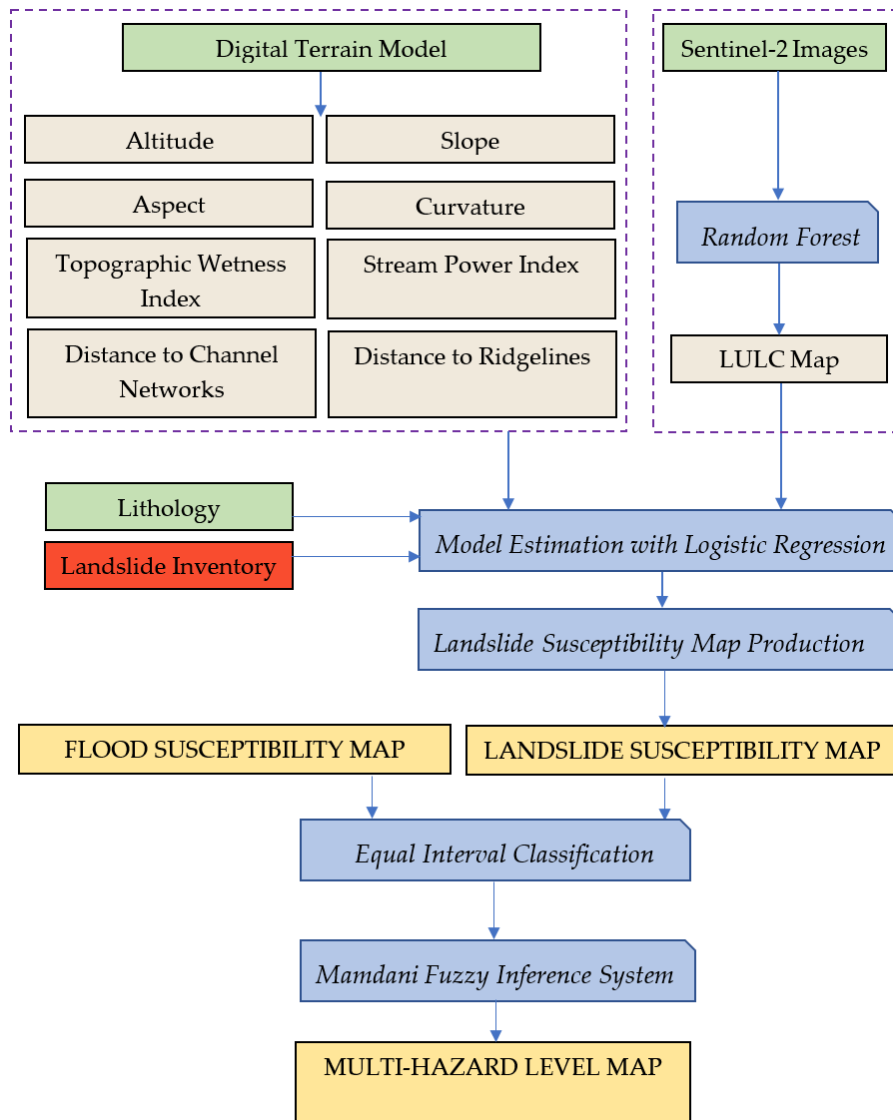 Digital Terrain Model
Sentinel-2 Images
Altitude
Slope
Aspect
Curvature
Random Forest
Topographic Wetness
Index
Stream Power Index
Distance to Channel
Networks
Distance to Ridgelines
LULC Map
Lithology
Landslide Inventory
Model Estimation with Logistic Regression
Landslide Susceptibility Map Production
FLOOD SUSCEPTIBILITY MAP
LANDSLIDE SUSCEPTIBILITY MAP
Equal Interval Classification
Mamdani Fuzzy Inference System
MULTI-HAZARD LEVEL MAP